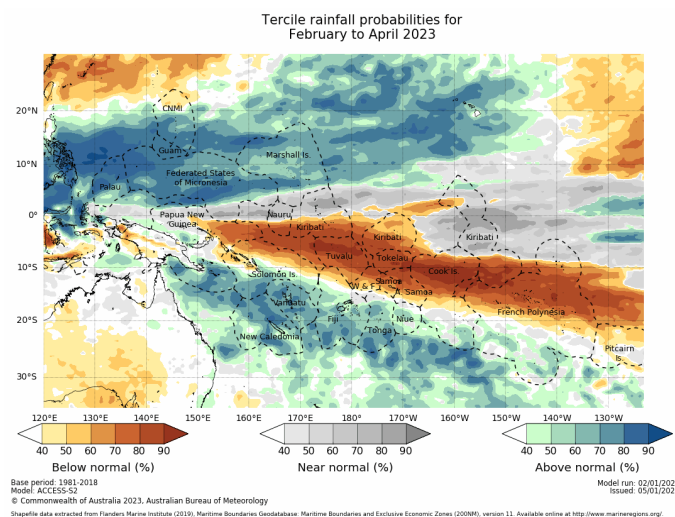 Tercile rainfall probabilities for
February to April 2023
20°N
10°N
0°
10°S
20°S
30°S
CNMI
Guam
Marshall Is.
Federated States
of Micronesia
Palau
Papua New
Guinea
Nauru
Kiribati
Kiribati
Kiribati
Tuvalu
Tokelau
Solomon Is.
Cook Is.
W & F
Samoa
A. Samoa
Vanuatu
Fiji
Tonga
Niue
French Polynesia
New Caledonia
Pitcairn
Is.
120°E 130°E 140°E 150°E 160°E 170°E 180°W 170°W 160°W 150°W 140°W 130°W
40 50 60 70 80 90 40 50 60 70 80 90 40 50 60 70 80 90
Below normal (%) Near normal (%) Above normal (%)
Base period: 1981-2018
Model: ACCESS-S2
© Commonwealth of Australia 2023, Australian Bureau of Meteorology
Model run: 02/01/202
Issued: 05/01/202
Shapefile data extracted from Flanders Marine Institute (2019), Maritime Boundaries Geodatabase: Maritime Boundaries and Exclusive Economic Zones (200NM), version 11. Available online at http://www.marineregions.org/.